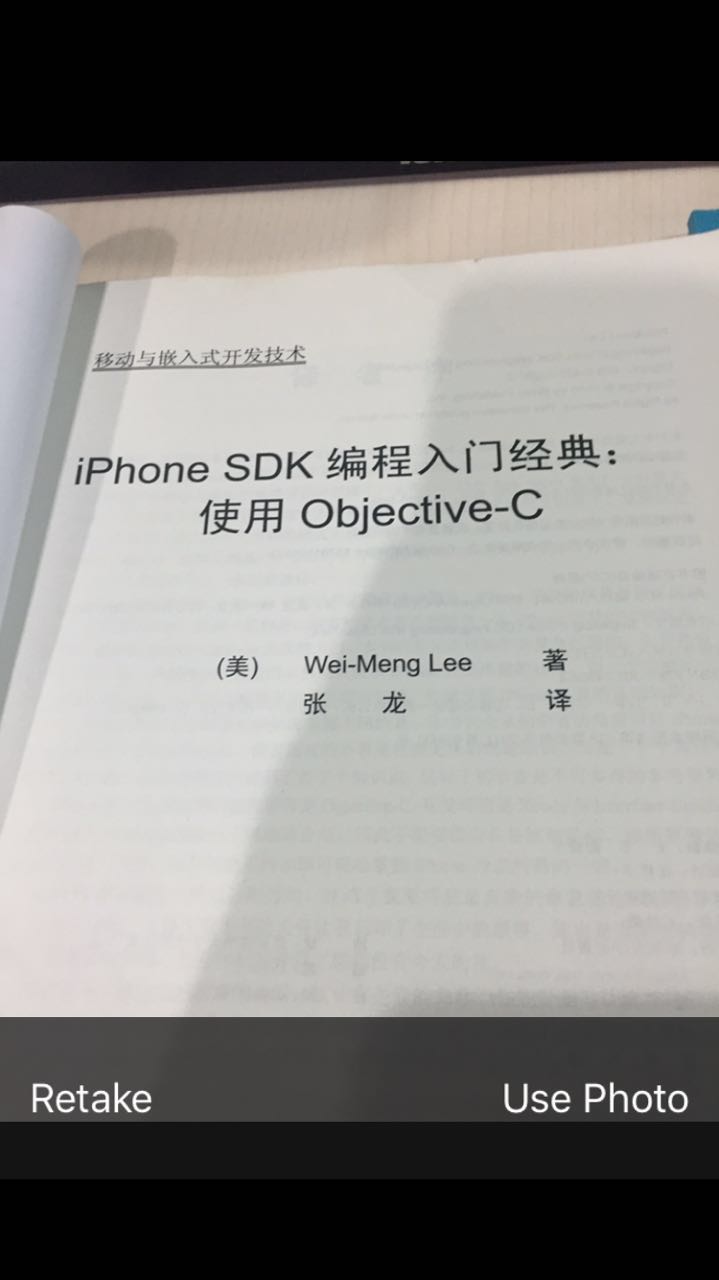 移动与嵌入式开发技术
iPhone SDK 编程入门经典：
使用 Objective-C
(美) Wei-Meng Lee 著
张 龙 译
Retake Use Photo